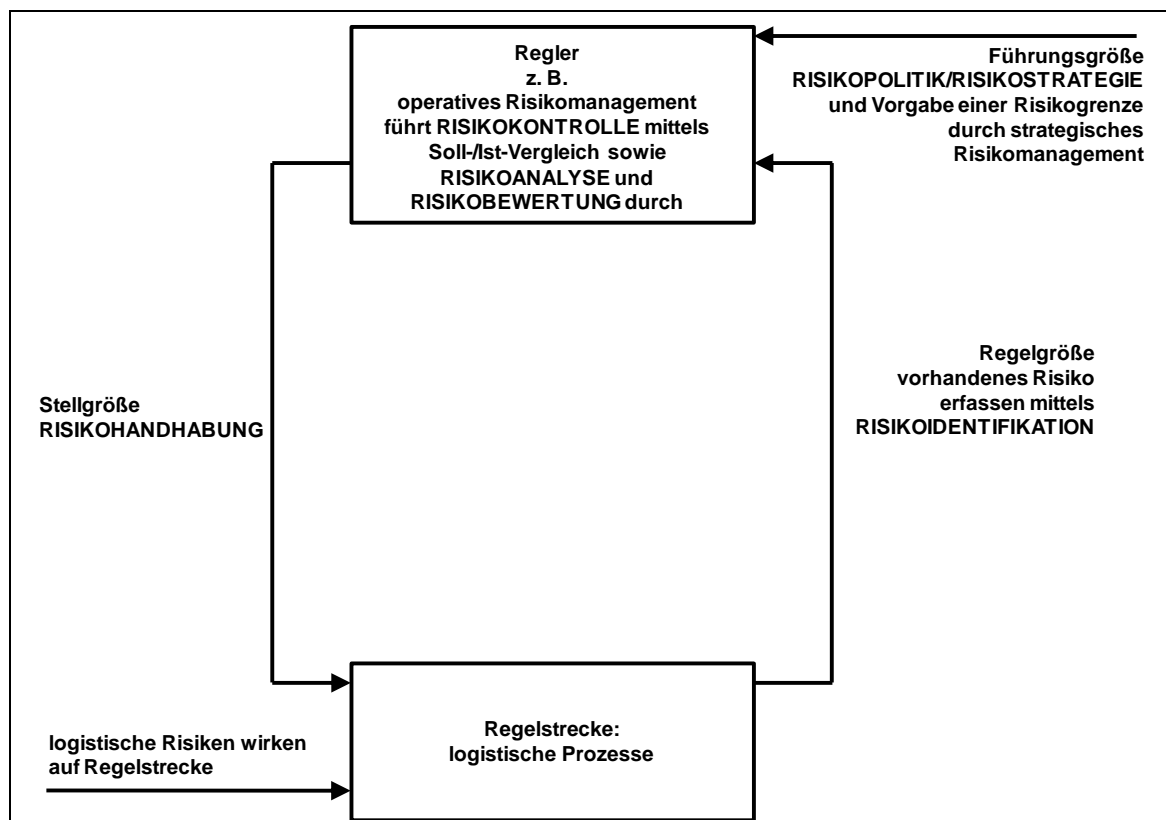 Regler
z. B.
operatives Risikomanagement
führt RISIKOKONTROLLE mittels
Soll-/Ist-Vergleich sowie
RISIKOANALYSE und
RISIKOBEWERTUNG durch
Führungsgröße
RISIKOPOLITIK/RISIKOSTRATEGIE
und Vorgabe einer Risikogrenze
durch strategisches
Risikomanagement
Stellgröße
RISIKOHANDHABUNG
Regelgröße
vorhandenes Risiko
erfassen mittels
RISIKOIDENTIFIKATION
logistische Risiken wirken
auf Regelstrecke
Regelstrecke:
logistische Prozesse